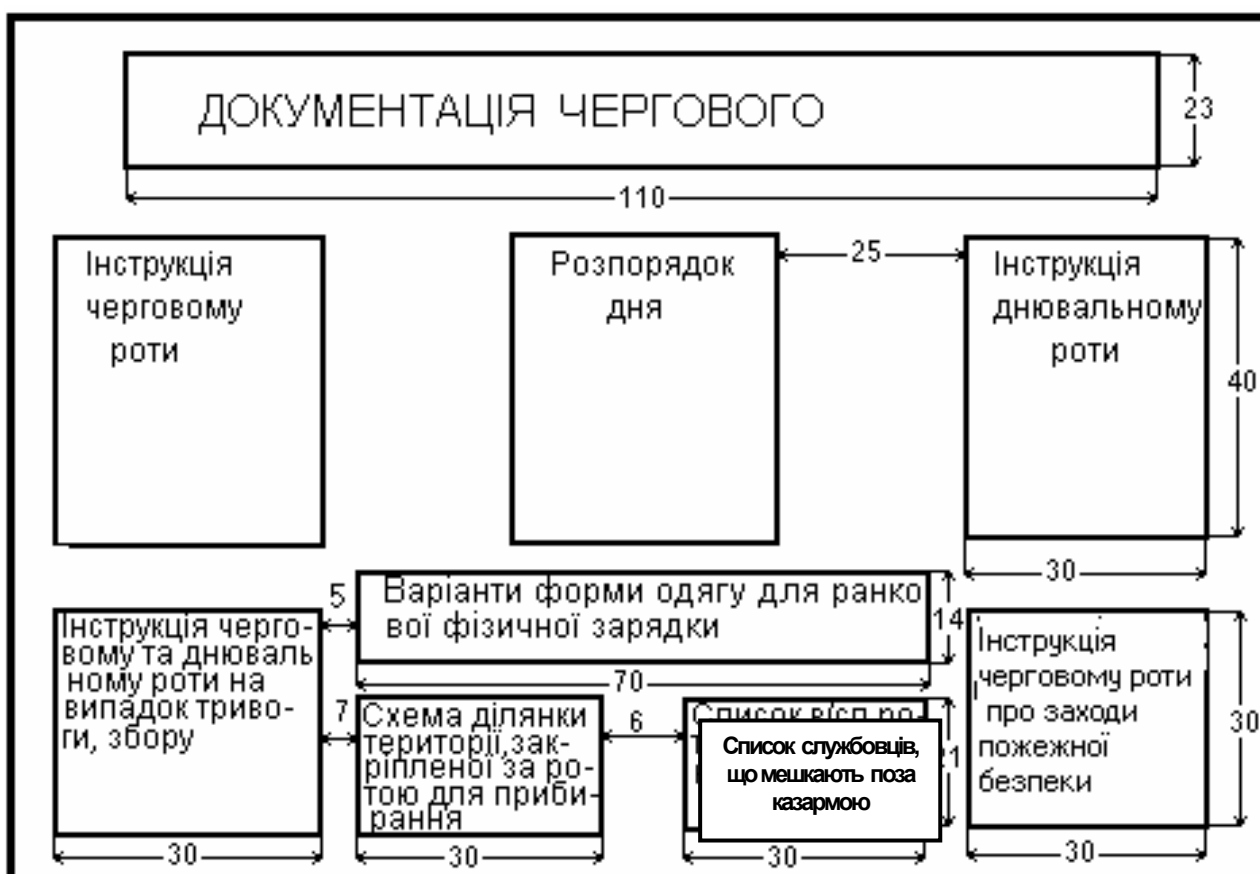 ДОКУМЕНТАЦІЯ ЧЕРГОВОГО
23
110
Інструкція
черговому
роти
Розпорядок
дня
25
Інструкція
днювальному
роти
40
30
5
Варіанти форми одягу для ранко
вої фізичної зарядки
14
70
Інструкція черго-
вому та днюваль
ному роти на
випадок триво-
ги, збору
7
Схема ділянки
території,зак-
ріпленої за ро-
тою для приби-
рання
6
Список
Список службовців,
що мешкають поза
казармою
Інструкція
черговому роти
про заходи
пожежної
безпеки
30
30
30
30
30